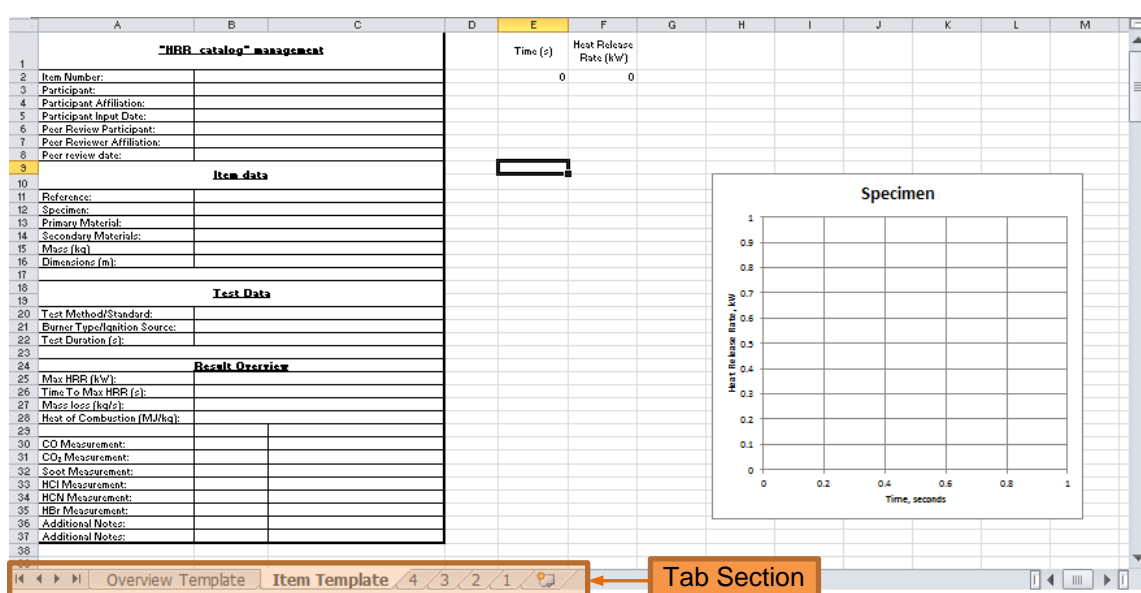 A B C D E F G H I J K L M
1 "HRR_catalog" management Time (s) Heat Release Rate (kW)
2 Item Number: 0 0
3 Participant:
4 Participant Affiliation:
5 Participant Input Date:
6 Peer Review Participant:
7 Peer Reviewer Affiliation:
8 Peer review date:
9
10 Item data
11 Reference:
12 Specimen:
13 Primary Material:
14 Secondary Materials:
15 Mass (kg)
16 Dimensions (m):
17
18
19 Test Data
20 Test Method/Standard:
21 Burner Type/Ignition Source:
22 Test Duration (s):
23
24 Result Overview
25 Max HRR (kW):
26 Time To Max HRR (s):
27 Mass loss (kg/s):
28 Heat of Combustion (MJ/kg):
29
30 CO Measurement:
31 CO₂ Measurement:
32 Soot Measurement:
33 HCl Measurement:
34 HCN Measurement:
35 HBr Measurement:
36 Additional Notes:
37 Additional Notes:
38
Specimen
Heat Release Rate, kW
1
0.9
0.8
0.7
0.6
0.5
0.4
0.3
0.2
0.1
0
0 0.2 0.4 0.6 0.8 1
Time, seconds
Overview Template Item Template 4 3 2 1
Tab Section